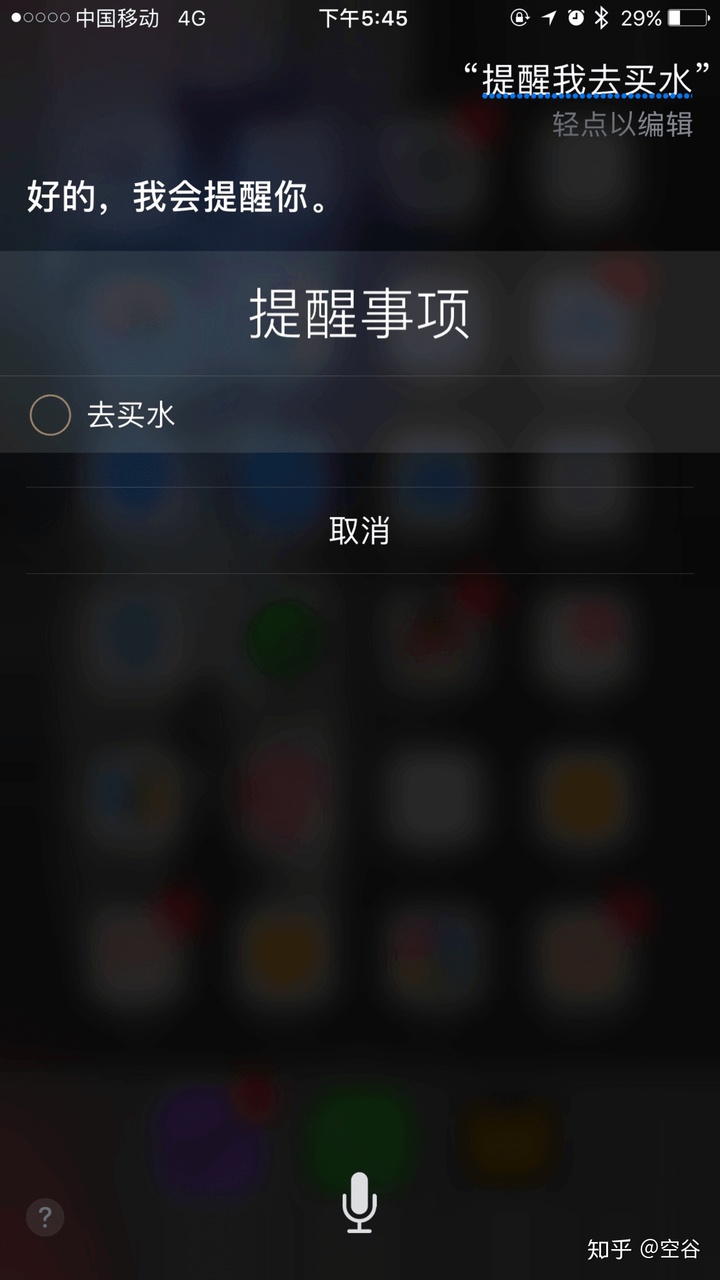 中国移动 4G 下午5:45 29%
“提醒我去买水”
轻点以编辑
好的，我会提醒你。
提醒事项
去买水
取消
?
知乎 @空谷